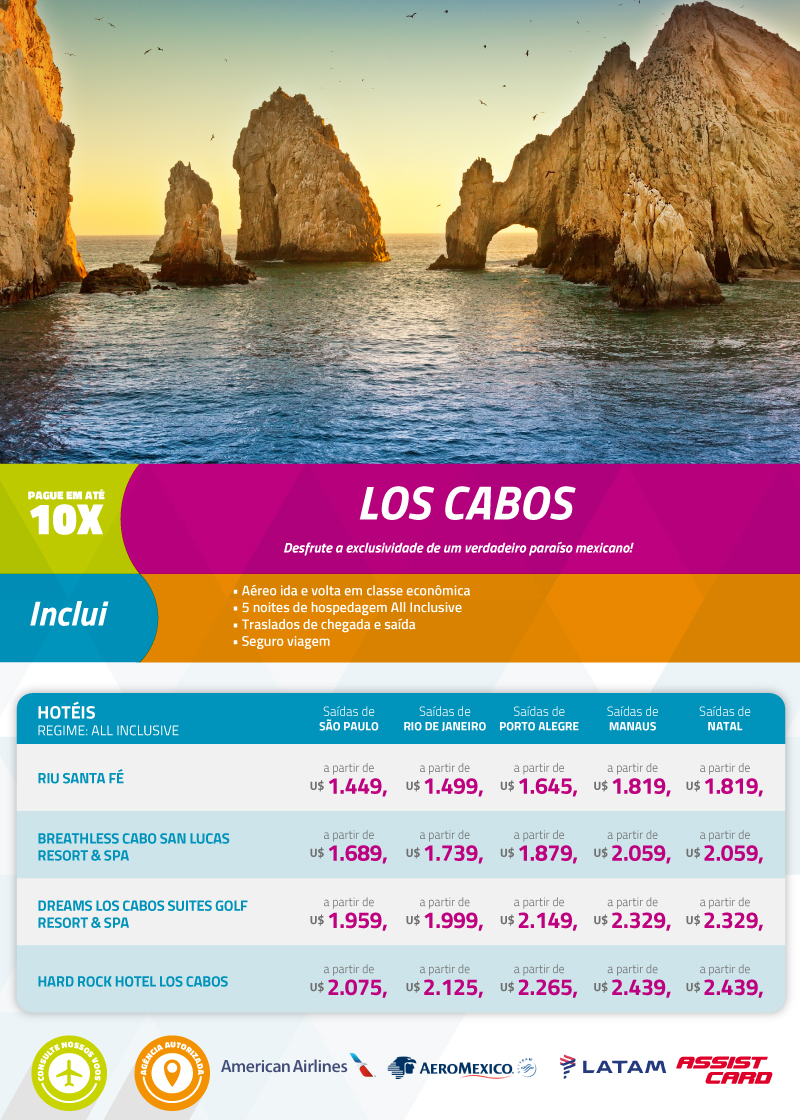 PAGUE EM ATÉ
10X
LOS CABOS
Desfrute a exclusividade de um verdadeiro paraíso mexicano!
Inclui
• Aéreo ida e volta em classe econômica
• 5 noites de hospedagem All Inclusive
• Traslados de chegada e saída
• Seguro viagem
HOTÉIS
REGIME: ALL INCLUSIVE
Saídas de SÃO PAULO
Saídas de RIO DE JANEIRO
Saídas de PORTO ALEGRE
Saídas de MANAUS
Saídas de NATAL
RIU SANTA FÉ
a partir de a partir de a partir de a partir de a partir de
U$ 1.449, U$ 1.499, U$ 1.645, U$ 1.819, U$ 1.819,
BREATHLESS CABO SAN LUCAS
RESORT & SPA
a partir de a partir de a partir de a partir de a partir de
U$ 1.689, U$ 1.739, U$ 1.879, U$ 2.059, U$ 2.059,
DREAMS LOS CABOS SUITES GOLF
RESORT & SPA
a partir de a partir de a partir de a partir de a partir de
U$ 1.959, U$ 1.999, U$ 2.149, U$ 2.329, U$ 2.329,
HARD ROCK HOTEL LOS CABOS
a partir de a partir de a partir de a partir de a partir de
U$ 2.075, U$ 2.125, U$ 2.265, U$ 2.439, U$ 2.439,
CONSULTE NOSSOS VOOS
AGÊNCIA AUTORIZADA
American Airlines
AEROMEXICO.
LATAM
ASSIST
CARD